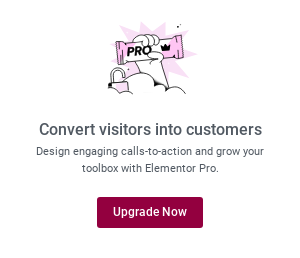 PRO
Convert visitors into customers
Design engaging calls-to-action and grow your
toolbox with Elementor Pro.
Upgrade Now